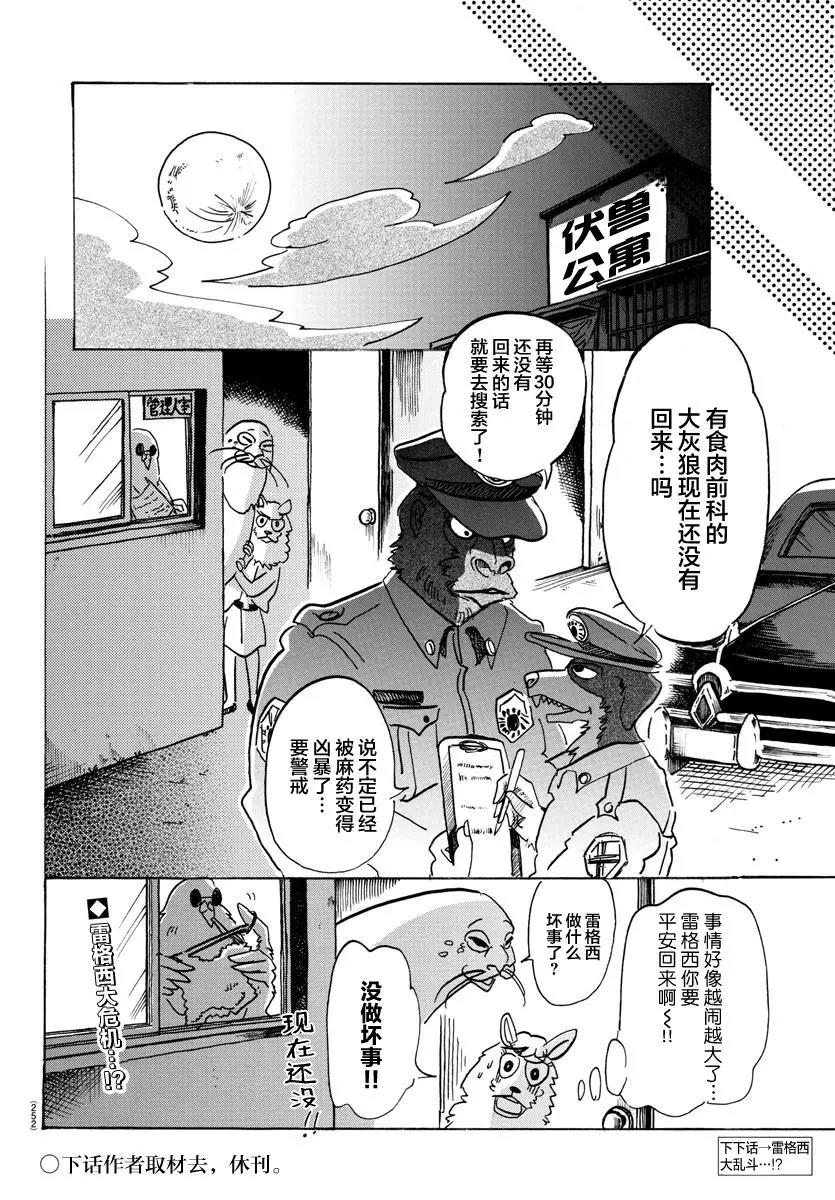 伏兽
公寓
有食肉前科的
大灰狼现在还没有
回来…吗
再等30分钟
还没有
回来的话
就要去搜索了！
管理人室
说不定已经
被麻药变得
凶暴了…
要警戒
事情好像越闹越大了…
雷格西你要
平安回来啊～!!
雷格西
做什么
坏事了？
没做坏事!!
现在还没!!
◆雷格西大危机…!?
(252)
○下话作者取材去，休刊。
下下话→雷格西
大乱斗…!?